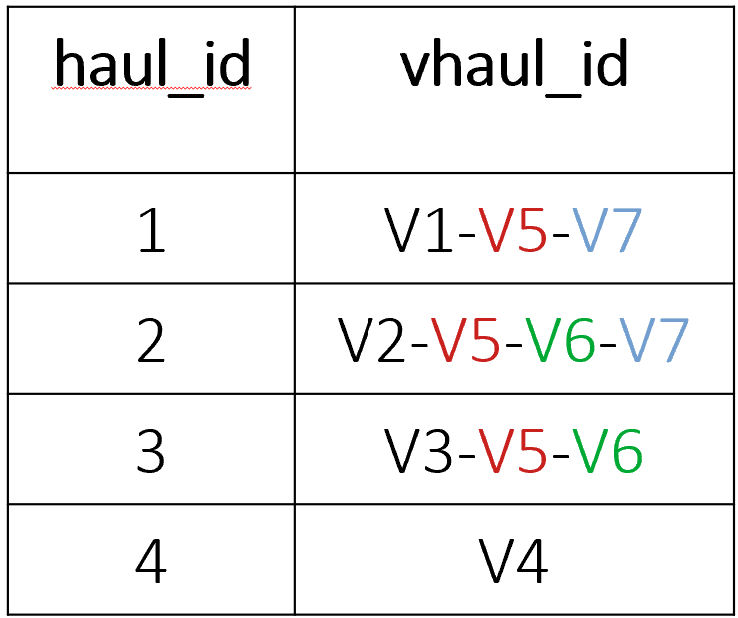 haul_id vhaul_id
1 V1-V5-V7
2 V2-V5-V6-V7
3 V3-V5-V6
4 V4